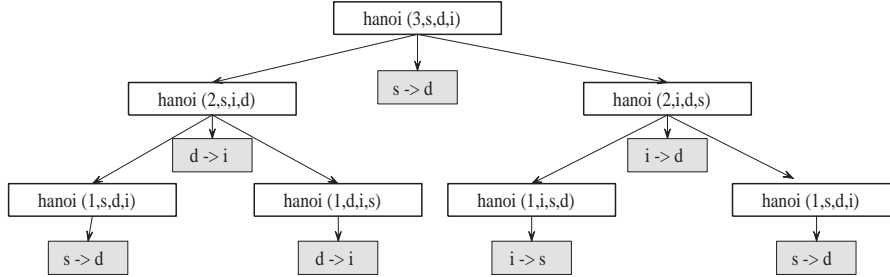 hanoi (3,s,d,i)
s -> d
hanoi (2,s,i,d)
hanoi (2,i,d,s)
d -> i
i -> d
hanoi (1,s,d,i)
hanoi (1,d,i,s)
hanoi (1,i,s,d)
hanoi (1,s,d,i)
s -> d
d -> i
i -> s
s -> d